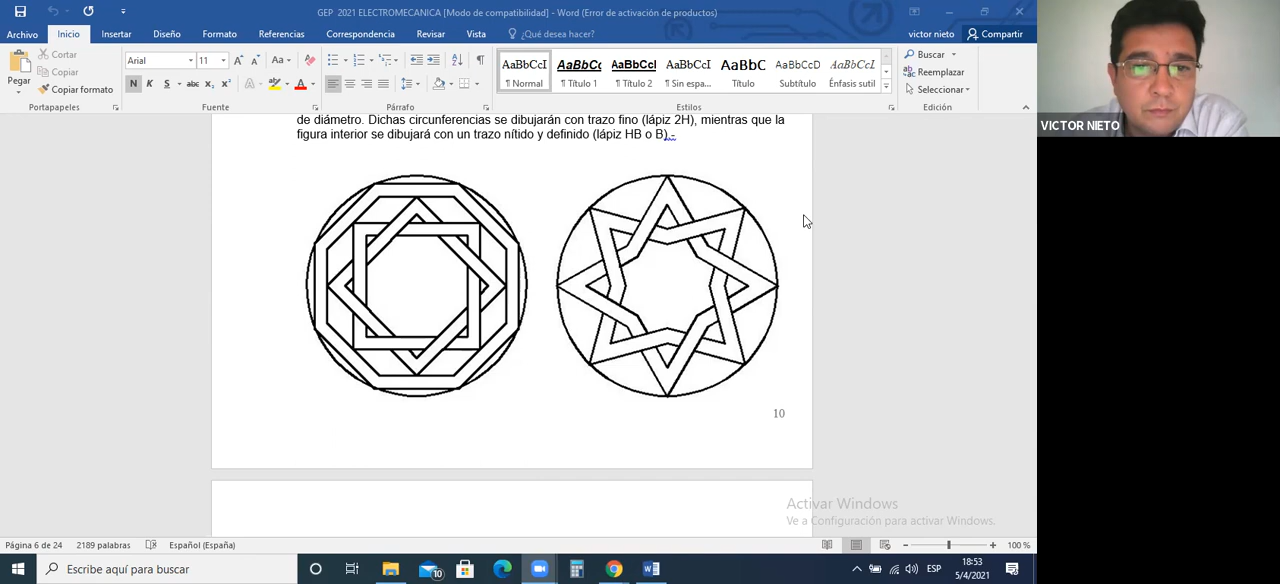 GEP 2021 ELECTROMECANICA [Modo de compatibilidad] - Word (Error de activación de productos)
Archivo Inicio Insertar Diseño Formato Referencias Correspondencia Revisar Vista ¿Qué desea hacer? victor nieto Compartir
Pegar
Cortar
Copiar
Copiar formato
Portapapeles
Arial 11 Aa
N K S abc x₂ x² A A
Fuente
Párrafo
AaBbCcI AaBbCc AaBbCcI AaBbCcI AaBbC AaBbCcD AaBbCcL
¶ Normal ¶ Título 1 ¶ Título 2 ¶ Sin espa... Título Subtítulo Énfasis sutil
Estilos
Buscar
Reemplazar
Seleccionar
Edición
VICTOR NIETO
de diámetro. Dichas circunferencias se dibujarán con trazo fino (lápiz 2H), mientras que la
figura interior se dibujará con un trazo nítido y definido (lápiz HB o B).-
10
Activar Windows
Ve a Configuración para activar Windows.
Página 6 de 24 2189 palabras Español (España) 100 %
Escribe aquí para buscar
10
ESP
18:53
5/4/2021